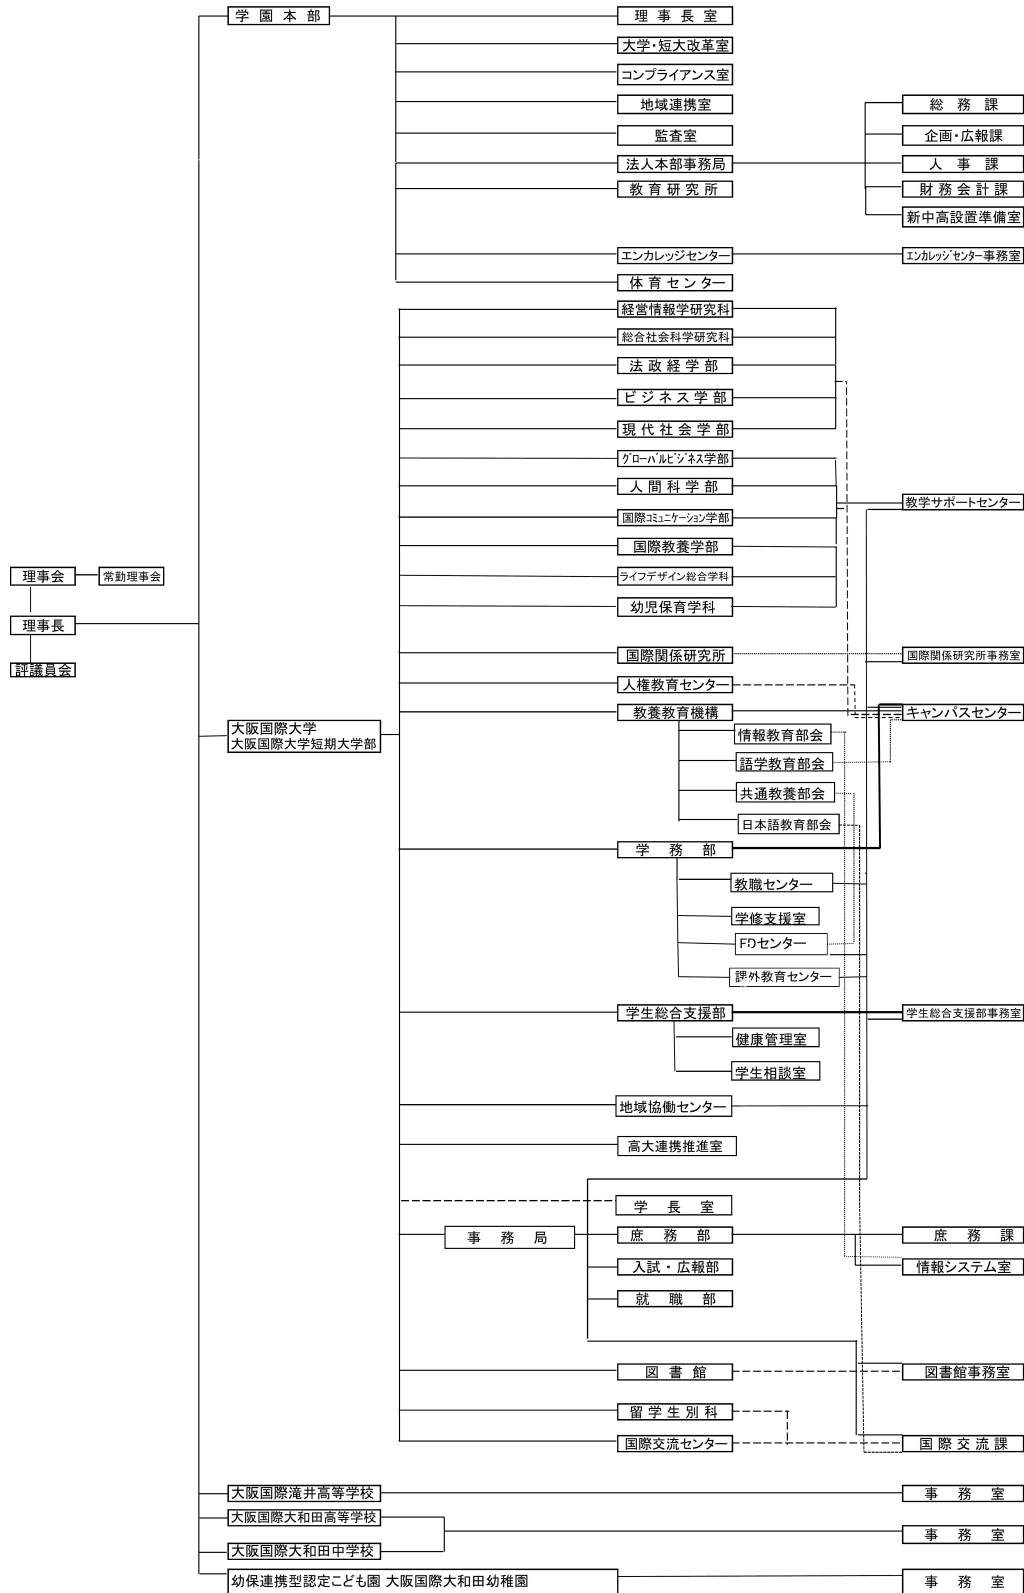 学園本部
理事長室
大学・短大改革室
コンプライアンス室
地域連携室
総務課
監査室
企画・広報課
法人本部事務局
人事課
教育研究所
財務会計課
新中高設置準備室
エンカレッジセンター
エンカレッジセンター事務室
体育センター
経営情報学研究科
総合社会科学研究科
法政経学部
ビジネス学部
現代社会学部
グローバルビジネス学部
人間科学部
教学サポートセンター
国際コミュニケーション学部
国際教養学部
理事会
常勤理事会
ライフデザイン総合学科
幼児保育学科
理事長
国際関係研究所
国際関係研究所事務室
評議員会
人権教育センター
教養教育機構
キャンパスセンター
大阪国際大学
大阪国際大学短期大学部
情報教育部会
語学教育部会
共通教養部会
日本語教育部会
学務部
教職センター
学修支援室
FDセンター
課外教育センター
学生総合支援部
学生総合支援部事務室
健康管理室
学生相談室
地域協働センター
高大連携推進室
学長室
事務局
庶務部
庶務課
入試・広報部
情報システム室
就職部
図書館
図書館事務室
留学生別科
国際交流センター
国際交流課
大阪国際滝井高等学校
事務室
大阪国際大和田高等学校
事務室
大阪国際大和田中学校
幼保連携型認定こども園 大阪国際大和田幼稚園
事務室